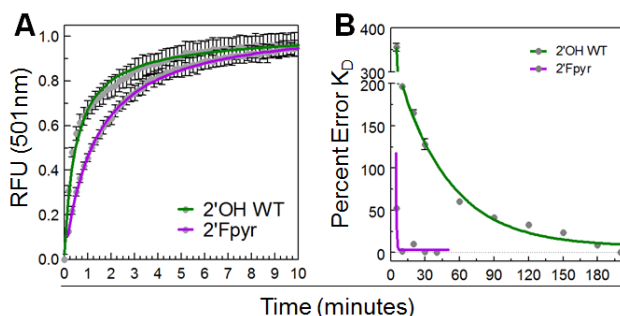 A
RFU (501nm)
1.0
0.8
0.6
0.4
0.2
0.0
2'OH WT
2'Fpyr
0 1 2 3 4 5 6 7 8 9 10
B
Percent Error KD
400
300
200
150
100
50
0
2'OH WT
2'Fpyr
0 30 60 90 120 150 180
Time (minutes)